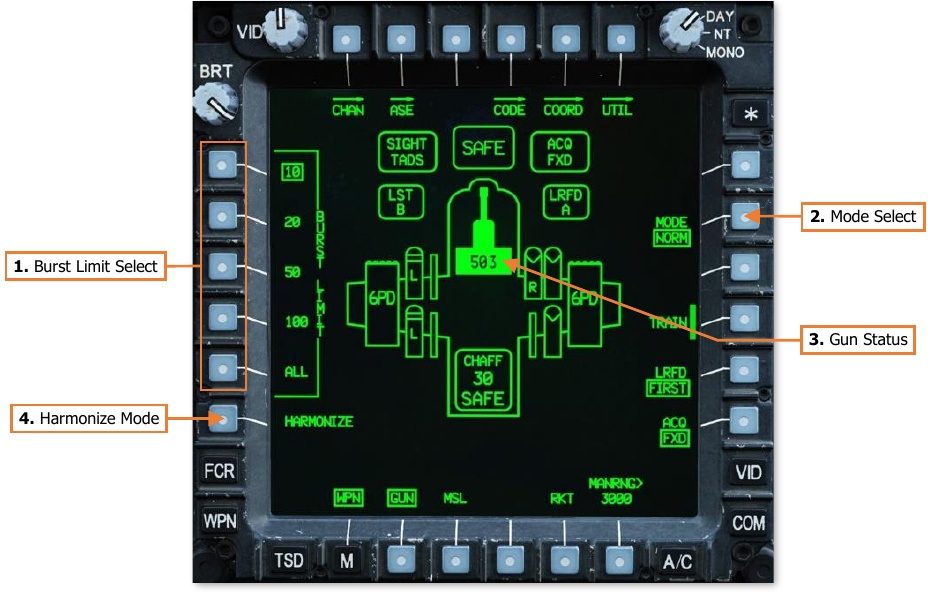 VID
DAY
NT
MONO
BRT
*
CHAN
ASE
CODE
COORD
UTIL
SIGHT
TADS
SAFE
ACQ
FXD
10
LST
B
LRFD
A
20
MODE
NORM
2. Mode Select
BURST LIMIT
503
1. Burst Limit Select
50
L
R
6PD
6PD
100
L
TRAIN
3. Gun Status
CHAFF
30
SAFE
ALL
LRFD
FIRST
4. Harmonize Mode
HARMONIZE
ACQ
FXD
FCR
VID
WPN
GUN
MSL
RKT
MANRNG>
3000
WPN
COM
TSD
M
A/C